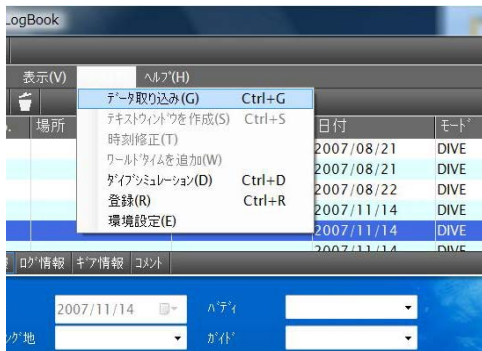 LogBook
表示(V) ﾍﾙﾌﾟ(H)
ﾃﾞｰﾀ取り込み(G) Ctrl+G
ﾃｷｽﾄｳｨﾝﾄﾞｳを作成(S) Ctrl+S
時刻修正(T)
ﾜｰﾙﾄﾞﾀｲﾑを追加(W)
ﾀﾞｲﾌﾞｼﾐｭﾚｰｼｮﾝ(D) Ctrl+D
登録(R) Ctrl+R
環境設定(E)
場所 日付 ﾓｰﾄﾞ
2007/08/21 DIVE
2007/08/21 DIVE
2007/08/22 DIVE
2007/11/14 DIVE
2007/11/14 DIVE
2007/11/14 DIVE
ﾛｸﾞ情報 ｷﾞｱ情報 ｺﾒﾝﾄ
2007/11/14 ﾊﾞﾃﾞｨ
ﾝｸﾞ地 ｶﾞｲﾄﾞ